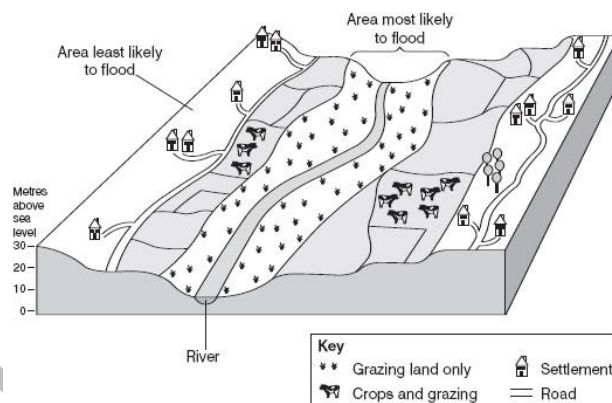 Area most likely
to flood
Area least likely
to flood
Metres
above
sea
level
30
20
10
0
River
Key
Grazing land only
Settlement
Crops and grazing
Road